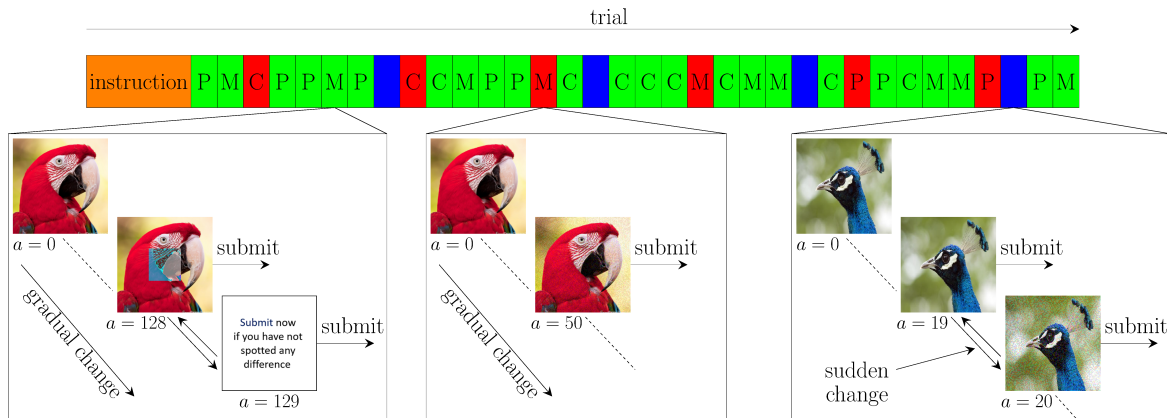 trial
instruction P M C P P M P C C M P P M C C C C M C M M C P P C M M P P M
a = 0
submit
a = 128
gradual change
Submit now
if you have not
spotted any
difference
submit
a = 129
a = 0
submit
a = 50
gradual change
a = 0
submit
a = 19
submit
sudden
change
a = 20